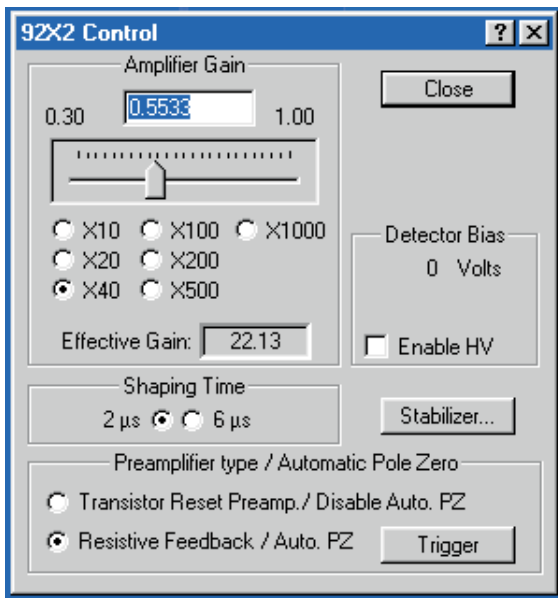 92X2 Control
Amplifier Gain
0.30 0.5533 1.00
X10 X100 X1000
X20 X200
X40 X500
Effective Gain: 22.13
Close
Detector Bias
0 Volts
Enable HV
Shaping Time
2 µs 6 µs
Stabilizer...
Preamplifier type / Automatic Pole Zero
Transistor Reset Preamp./ Disable Auto. PZ
Resistive Feedback / Auto. PZ
Trigger